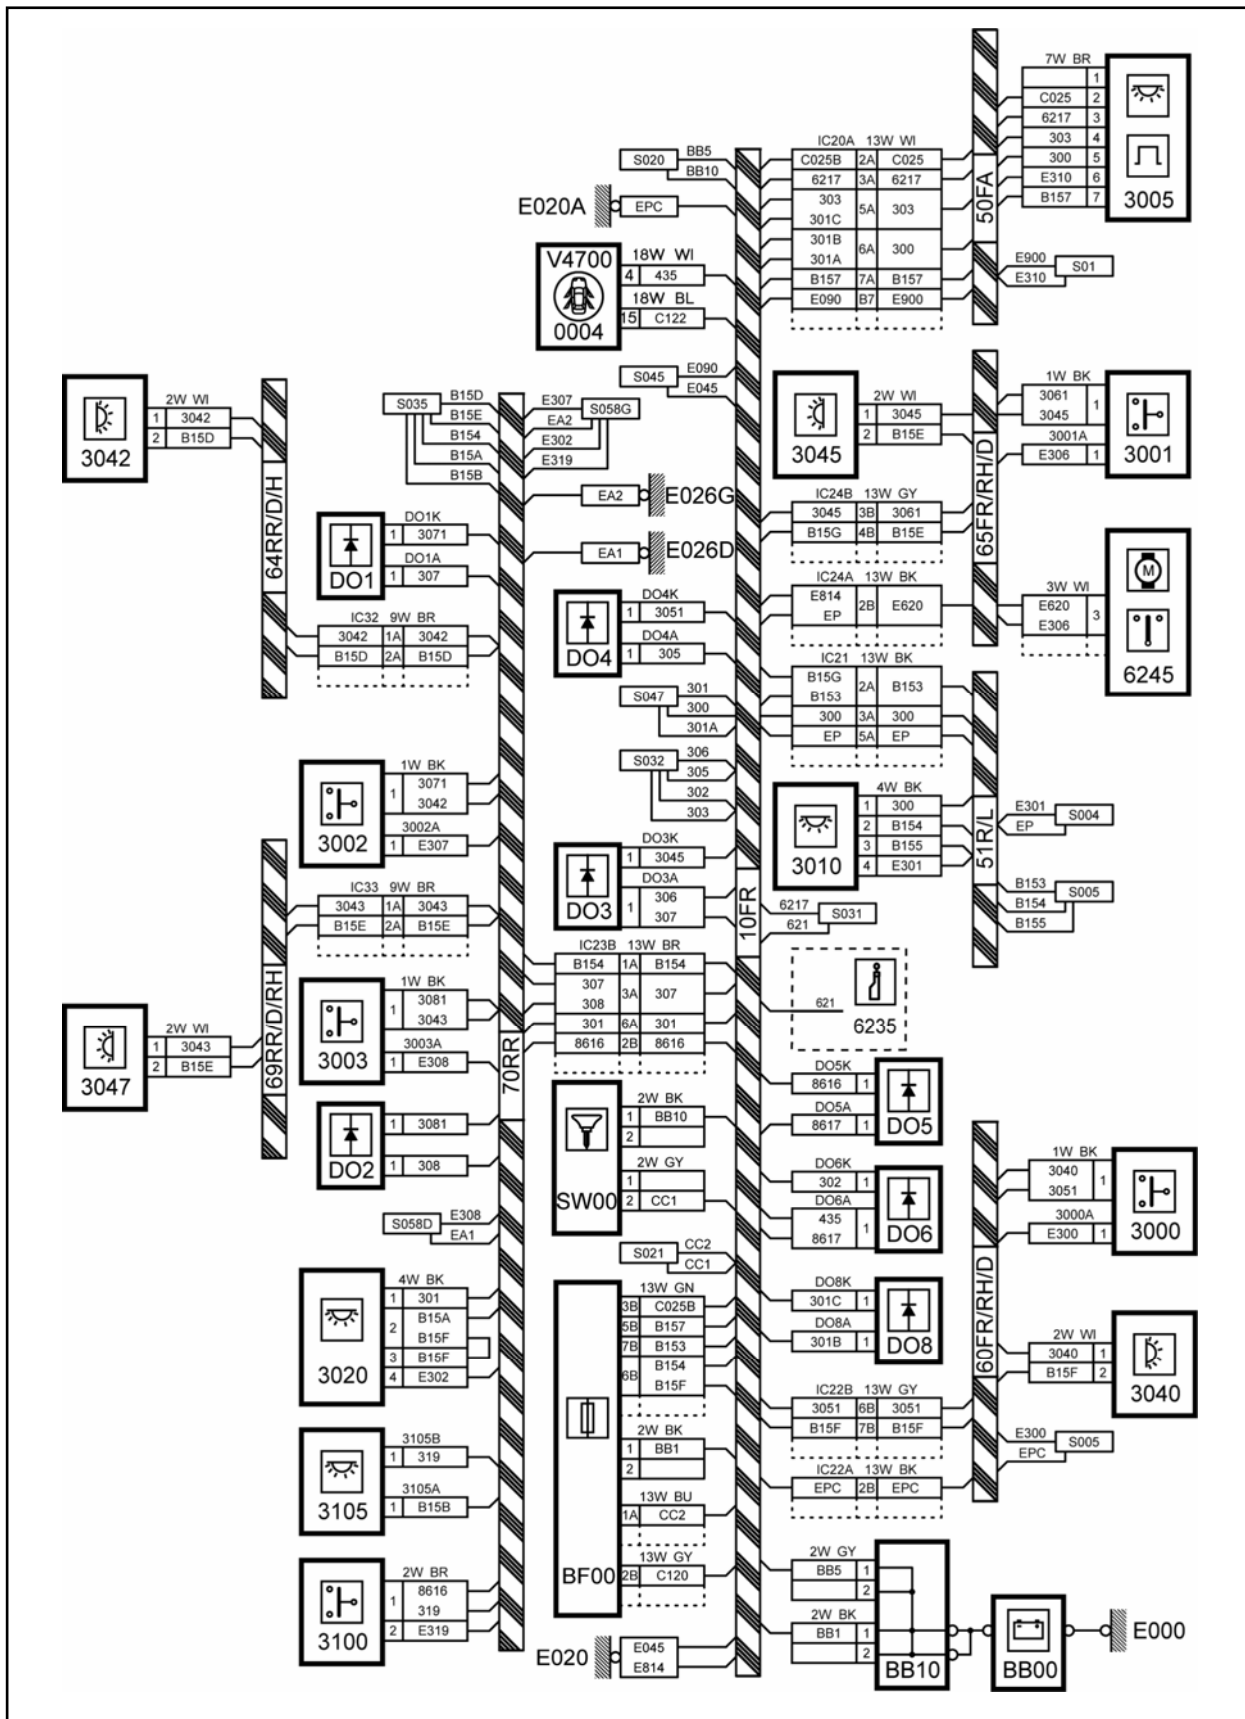 7W BR
1
C025 2
6217 3
303 4
300 5
E310 6
B157 7
3005
50FA
E900
E310
S01
IC20A 13W WI
C025B 2A C025
6217 3A 6217
303
301C
5A 303
301B
301A
6A 300
B157 7A B157
E090 B7 E900
S020
BB5
BB10
E020A
EPC
V4700
0004
18W WI
4 435
18W BL
15 C122
S045
E090
E045
3042
2W WI
1 3042
2 B15D
64RR/D/H
S035
B15D
B15E
B154
B15A
B15B
E307
EA2
E302
E319
S058G
EA2
E026G
EA1
E026D
DO1
DO1K
1 3071
DO1A
1 307
IC32 9W BR
3042 1A 3042
B15D 2A B15D
3045
2W WI
1 3045
2 B15E
65FR/RH/D
1W BK
3061
3045
1
3001A
E306 1
3001
IC24B 13W GY
3045 3B 3061
B15G 4B B15E
IC24A 13W BK
E814
EP
2B E620
3W WI
E620
E306
3
M
6245
DO4
DO4K
1 3051
DO4A
1 305
IC21 13W BK
B15G
B153
2A B153
300 3A 300
EP 5A EP
S047
301
300
301A
S032
306
305
302
303
3002
1W BK
1
3071
3042
3002A
1 E307
3010
4W BK
1 300
2 B154
3 B155
4 E301
51R/L
E301
EP
S004
B153
B154
B155
S005
69RR/D/RH
IC33 9W BR
3043 1A 3043
B15E 2A B15E
DO3
DO3K
1 3045
DO3A
1
306
307
10FR
6217
621
S031
621
6235
IC23B 13W BR
B154 1A B154
307
308
3A 307
301 6A 301
8616 2B 8616
70RR
3047
2W WI
1 3043
2 B15E
3003
1W BK
1
3081
3043
3003A
1 E308
DO2
1 3081
1 308
SW00
2W BK
1 BB10
2
2W GY
1
2 CC1
DO5K
8616 1
DO5A
8617 1
DO5
DO6K
302 1
DO6A
435
8617
1
DO6
60FR/RH/D
1W BK
3040
3051
1
3000A
E300 1
3000
S058D
E308
EA1
S021
CC2
CC1
DO8K
301C 1
DO8A
301B 1
DO8
2W WI
3040 1
B15F 2
3040
3020
4W BK
1 301
2
B15A
B15F
3 B15F
4 E302
BF00
13W GN
3B C025B
5B B157
7B B153
6B
B154
B15F
2W BK
1 BB1
2
13W BU
1A CC2
13W GY
2B C120
IC22B 13W GY
3051 6B 3051
B15F 7B B15F
IC22A 13W BK
EPC 2B EPC
E300
EPC
S005
3105
3105B
1 319
3105A
1 B15B
3100
2W BR
1
8616
319
2 E319
E020
E045
E814
2W GY
BB5 1
2
2W BK
BB1 1
2
BB10
BB00
E000